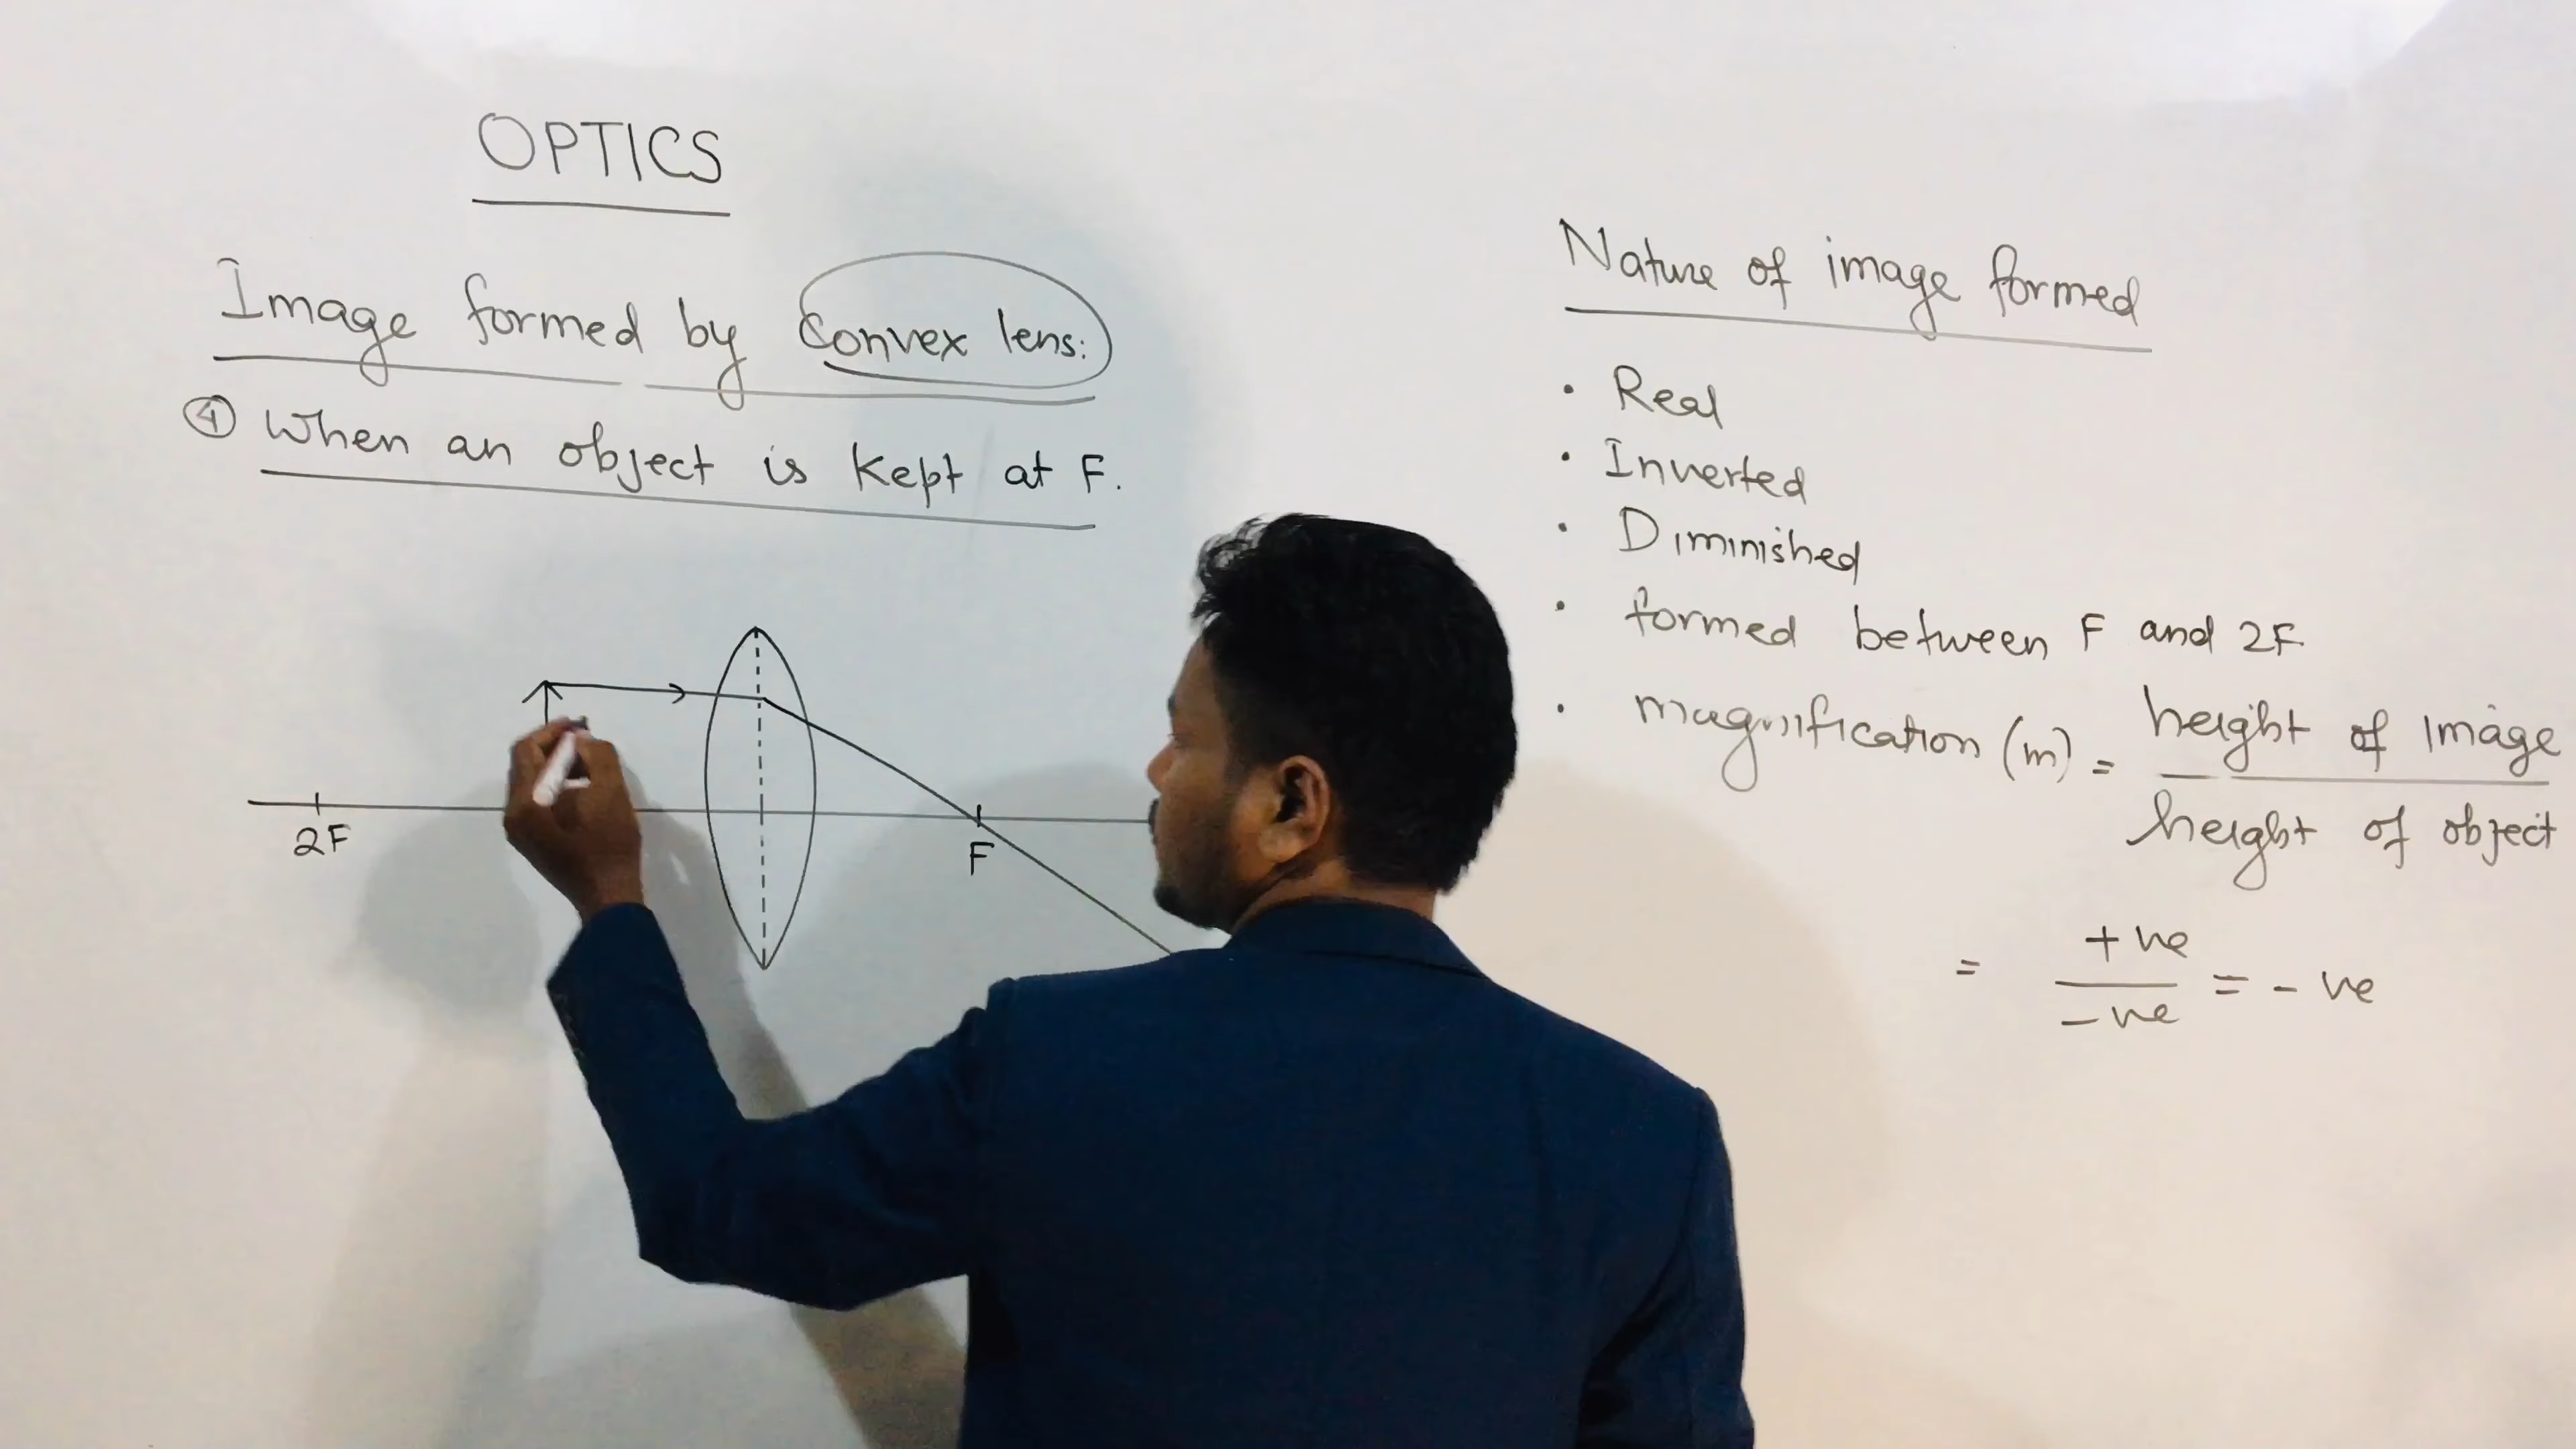 OPTICS
Image formed by Convex lens:
④ When an object is kept at F.
2F
F
Nature of image formed
• Real
• Inverted
• Diminished
• formed between F and 2F
• magnification (m) = height of image
height of object
= +ve
-ve = - ve